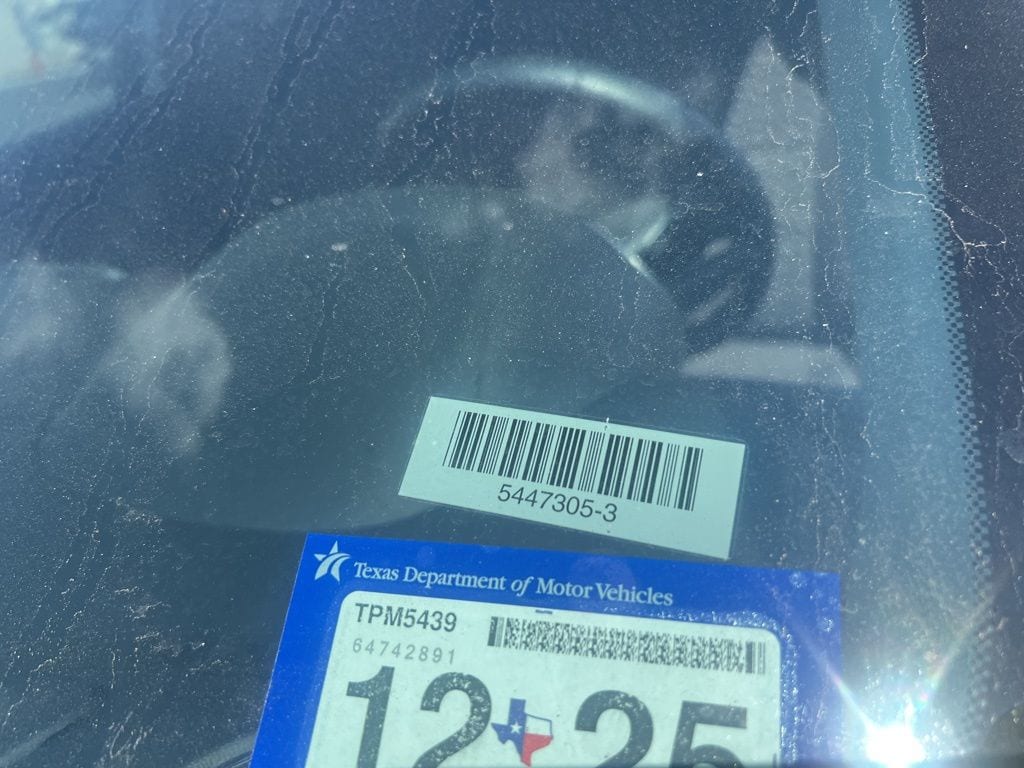 5447305-3
Texas Department of Motor Vehicles
TPM5439
64742891
12 25